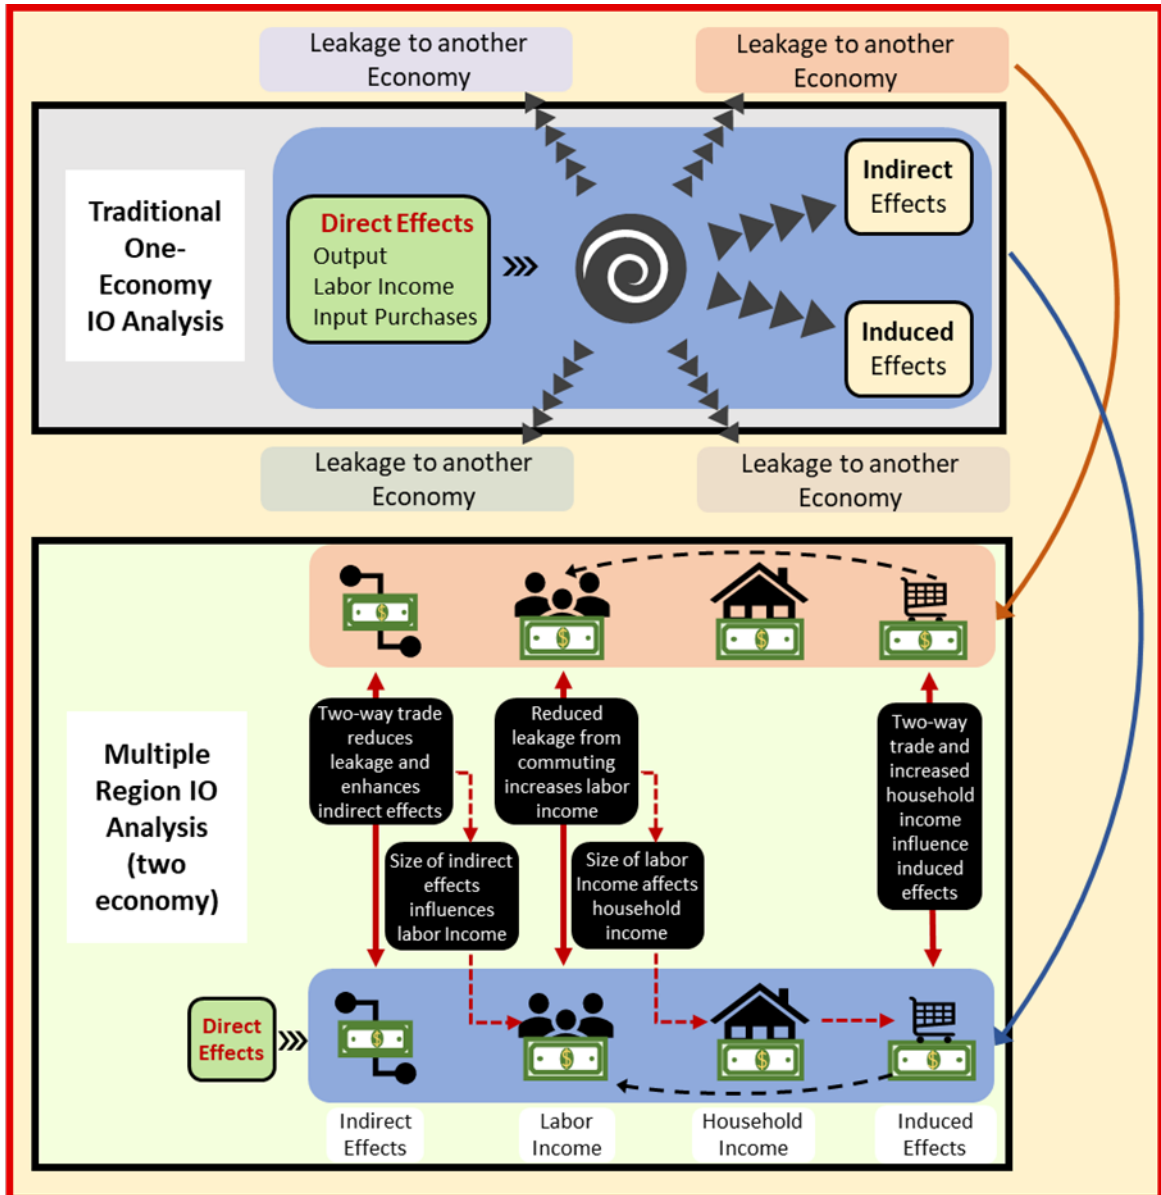 Leakage to another
Economy
Leakage to another
Economy
Traditional
One-
Economy
IO Analysis
Direct Effects
Output
Labor Income
Input Purchases
Indirect
Effects
Induced
Effects
Leakage to another
Economy
Leakage to another
Economy
Multiple
Region IO
Analysis
(two
economy)
Two-way trade
reduces
leakage and
enhances
indirect effects
Size of indirect
effects
influences
labor Income
Reduced
leakage from
commuting
increases labor
income
Size of labor
Income affects
household
income
Two-way
trade and
increased
household
income
influence
induced
effects
Direct
Effects
Indirect
Effects
Labor
Income
Household
Income
Induced
Effects